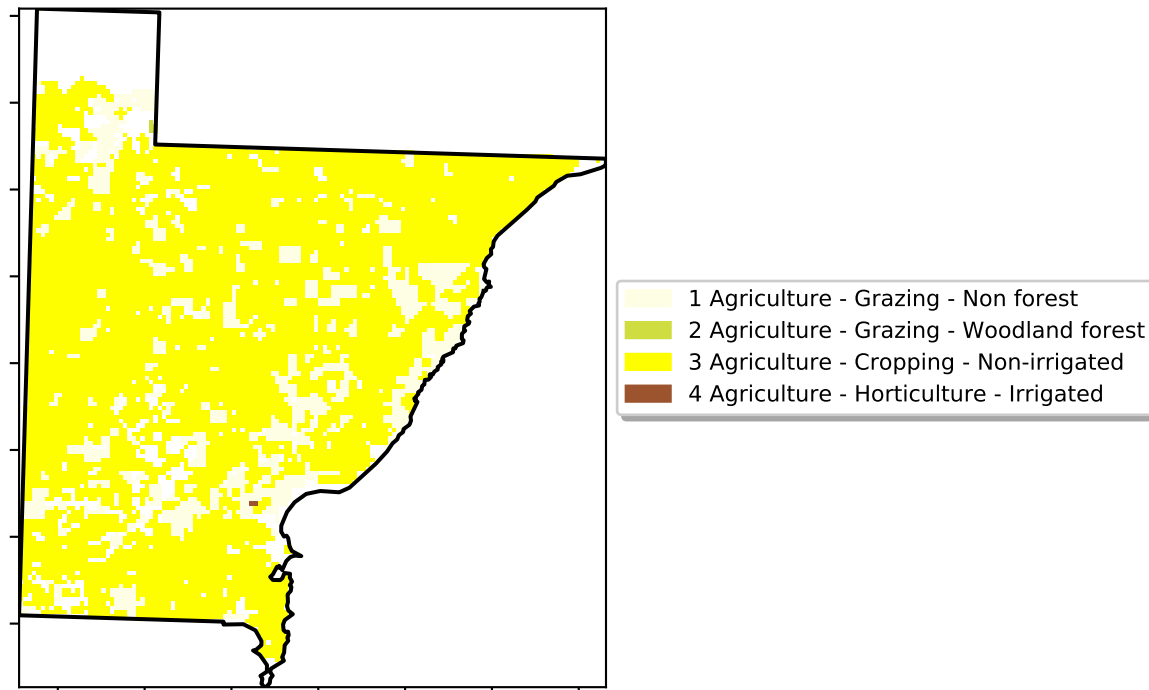 1 Agriculture - Grazing - Non forest
2 Agriculture - Grazing - Woodland forest
3 Agriculture - Cropping - Non-irrigated
4 Agriculture - Horticulture - Irrigated